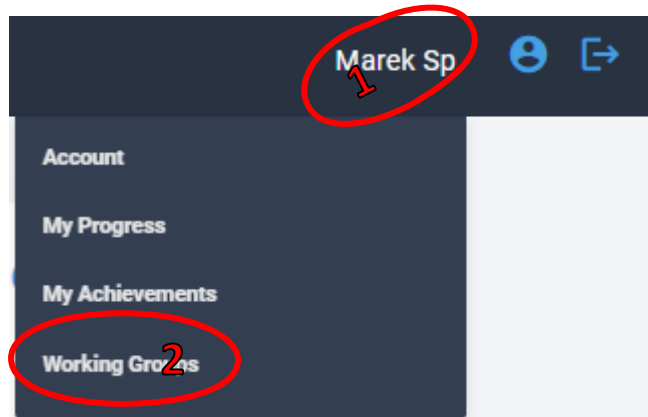 Marek Sp
1
Account
My Progress
My Achievements
Working Groups
2